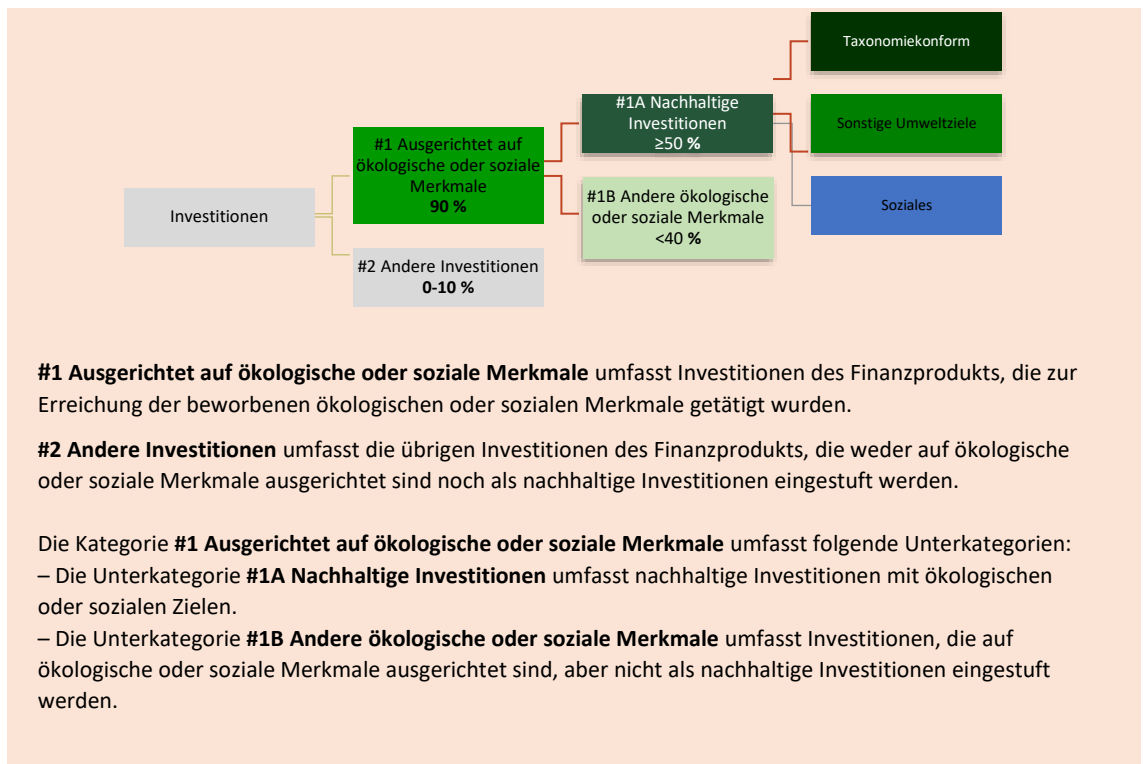 Taxonomiekonform
#1A Nachhaltige
Investitionen
≥50 %
Sonstige Umweltziele
#1 Ausgerichtet auf
ökologische oder soziale
Merkmale
90 %
#1B Andere ökologische
oder soziale Merkmale
<40 %
Soziales
Investitionen
#2 Andere Investitionen
0-10 %
#1 Ausgerichtet auf ökologische oder soziale Merkmale umfasst Investitionen des Finanzprodukts, die zur
Erreichung der beworbenen ökologischen oder sozialen Merkmale getätigt wurden.
#2 Andere Investitionen umfasst die übrigen Investitionen des Finanzprodukts, die weder auf ökologische
oder soziale Merkmale ausgerichtet sind noch als nachhaltige Investitionen eingestuft werden.
Die Kategorie #1 Ausgerichtet auf ökologische oder soziale Merkmale umfasst folgende Unterkategorien:
– Die Unterkategorie #1A Nachhaltige Investitionen umfasst nachhaltige Investitionen mit ökologischen
oder sozialen Zielen.
– Die Unterkategorie #1B Andere ökologische oder soziale Merkmale umfasst Investitionen, die auf
ökologische oder soziale Merkmale ausgerichtet sind, aber nicht als nachhaltige Investitionen eingestuft
werden.